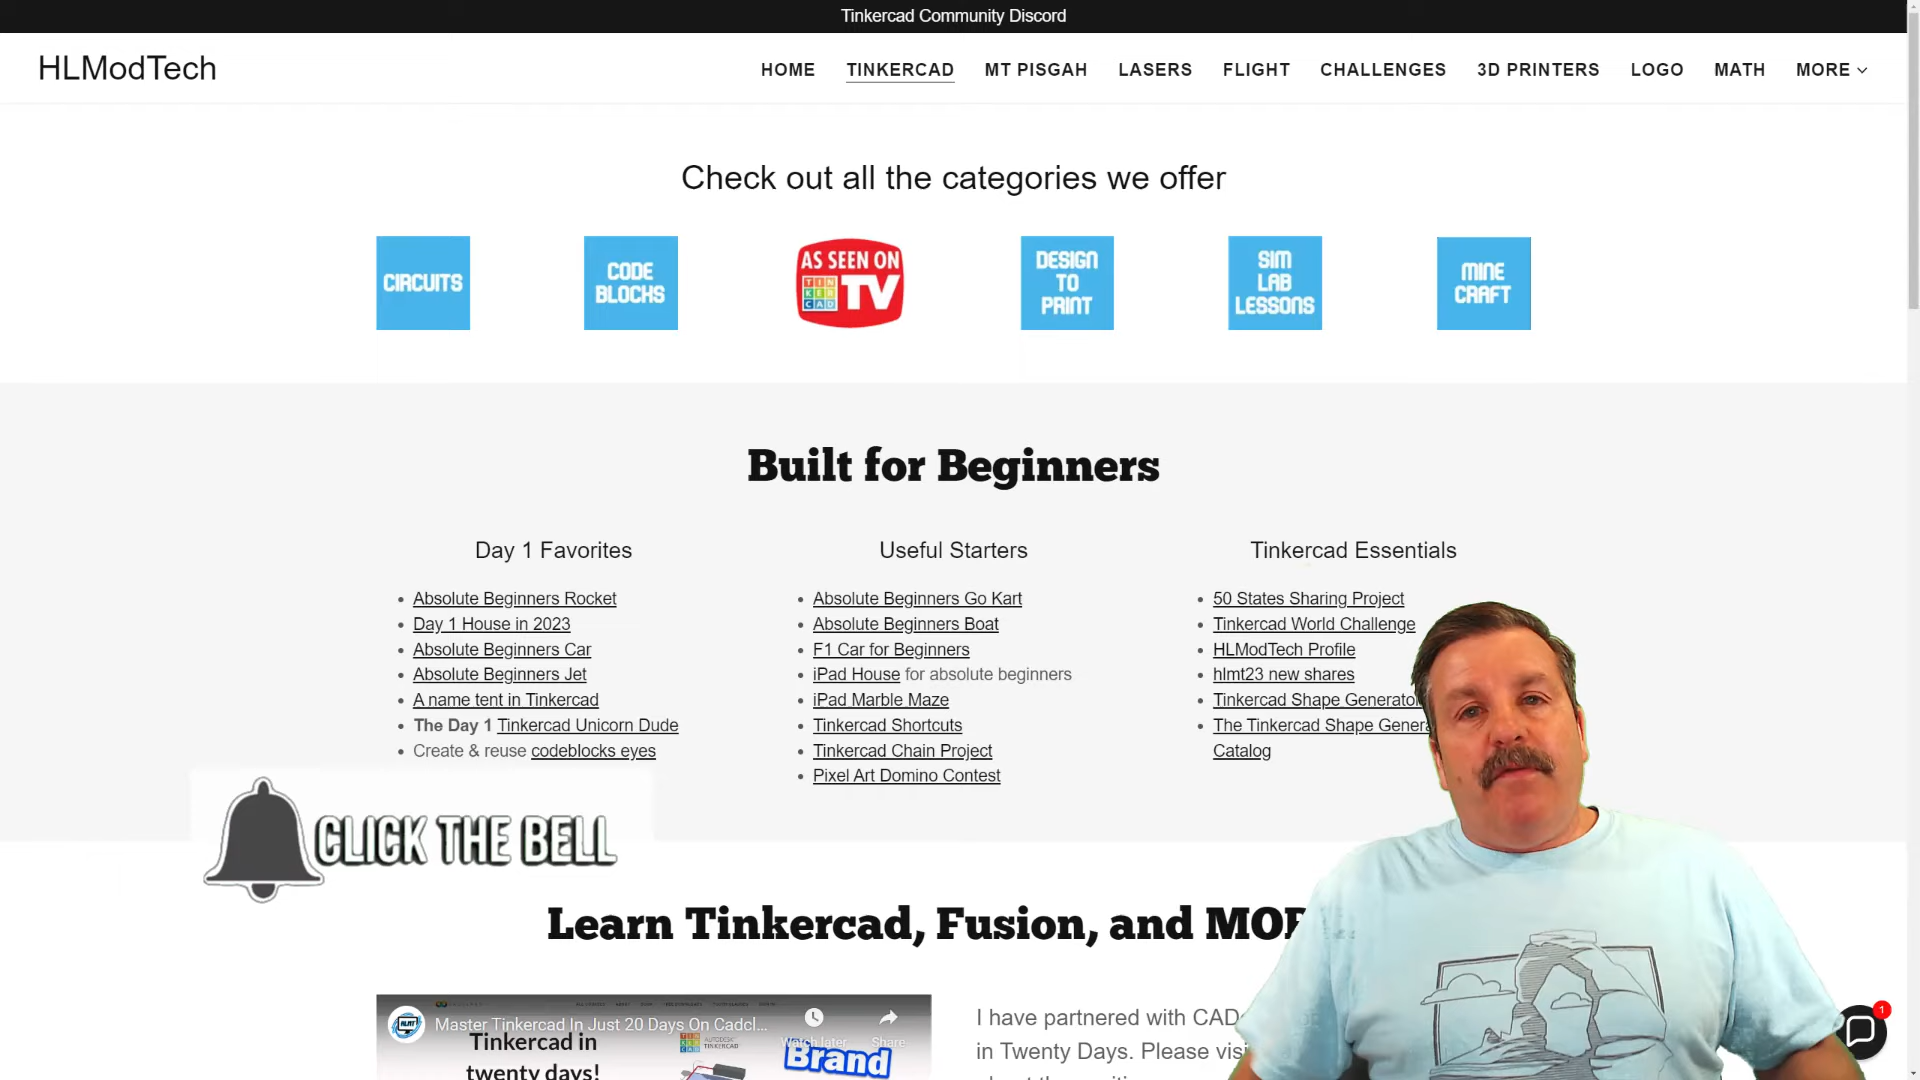 Tinkercad Community Discord
HLModTech
HOME TINKERCAD MT PISGAH LASERS FLIGHT CHALLENGES 3D PRINTERS LOGO MATH MORE
Check out all the categories we offer
CIRCUITS
CODE
BLOCKS
AS SEEN ON
TIN
KER
CAD
TV
DESIGN
TO
PRINT
SIM
LAB
LESSONS
MINE
CRAFT
Built for Beginners
Day 1 Favorites
Absolute Beginners Rocket
Day 1 House in 2023
Absolute Beginners Car
Absolute Beginners Jet
A name tent in Tinkercad
The Day 1 Tinkercad Unicorn Dude
Create & reuse codeblocks eyes
Useful Starters
Absolute Beginners Go Kart
Absolute Beginners Boat
F1 Car for Beginners
iPad House for absolute beginners
iPad Marble Maze
Tinkercad Shortcuts
Tinkercad Chain Project
Pixel Art Domino Contest
Tinkercad Essentials
50 States Sharing Project
Tinkercad World Challenge
HLModTech Profile
hlmt23 new shares
Tinkercad Shape Generator
The Tinkercad Shape Genera
Catalog
CLICK THE BELL
Learn Tinkercad, Fusion, and MOR
HLMT
Master Tinkercad In Just 20 Days On Cadcl...
Watch later
Share
Tinkercad in
twenty days!
AUTODESK
TINKERCAD
Brand
I have partnered with CAD
in Twenty Days. Please visi
1